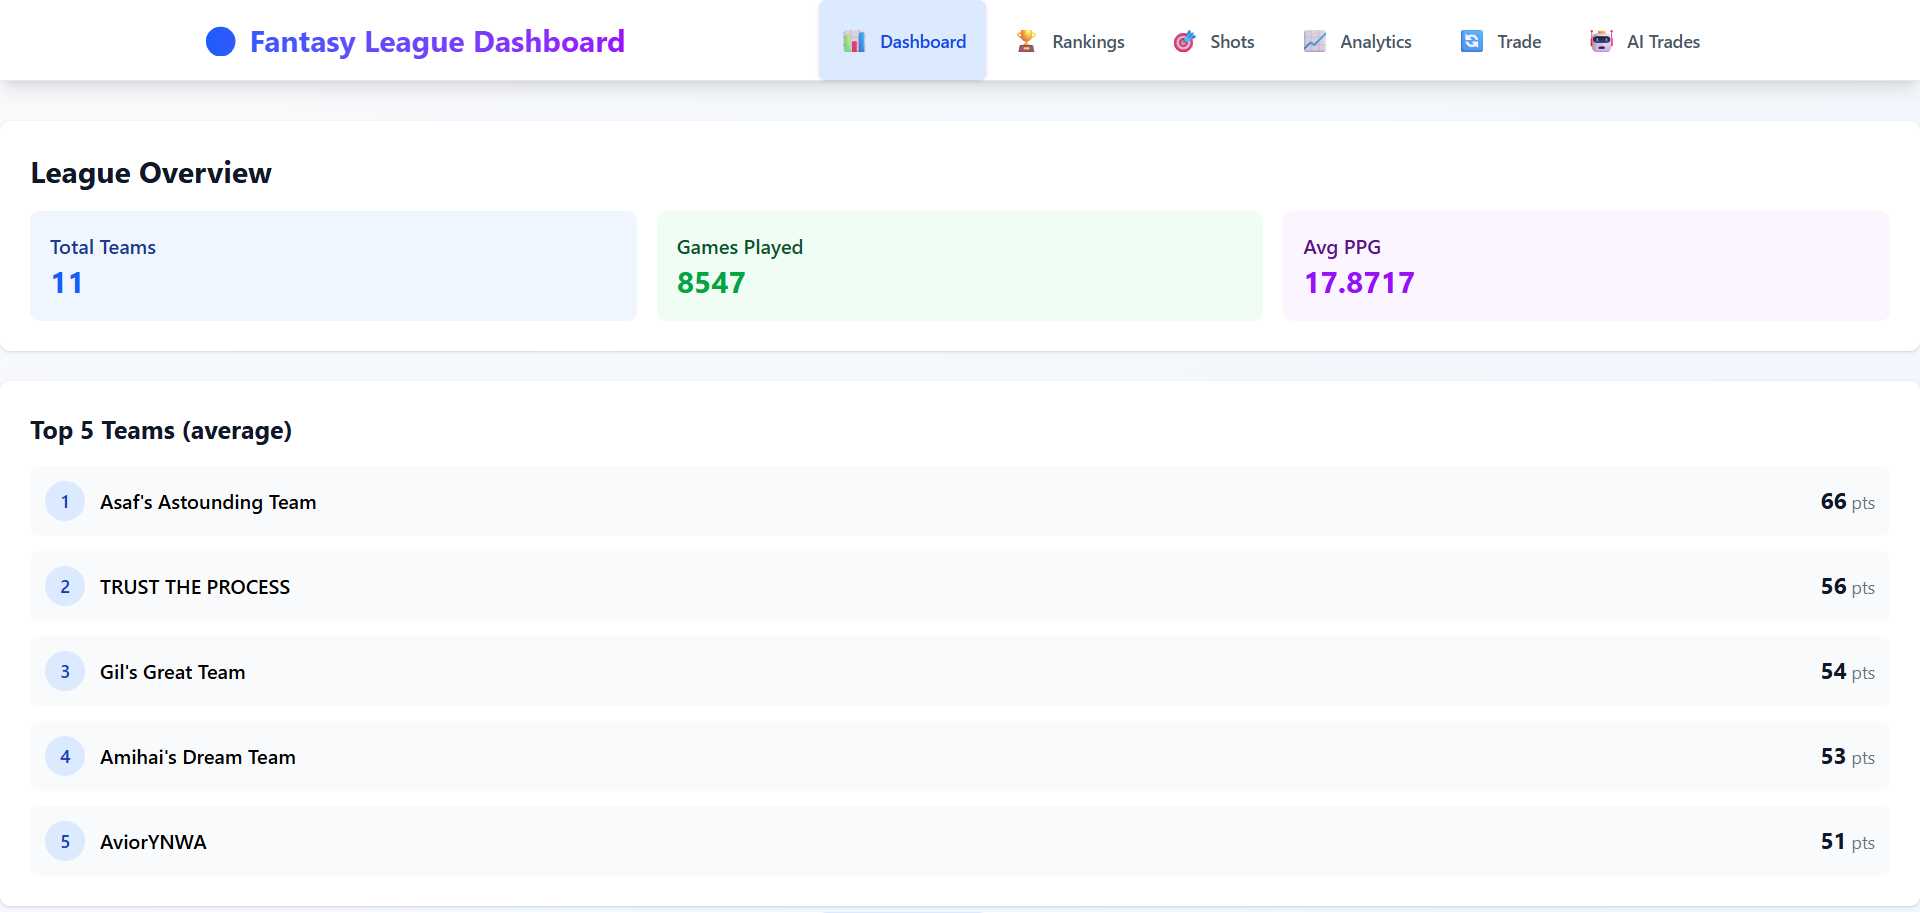 Fantasy League Dashboard
Dashboard
Rankings
Shots
Analytics
Trade
AI Trades
League Overview
Total Teams
11
Games Played
8547
Avg PPG
17.8717
Top 5 Teams (average)
1 Asaf's Astounding Team 66 pts
2 TRUST THE PROCESS 56 pts
3 Gil's Great Team 54 pts
4 Amihai's Dream Team 53 pts
5 AviorYNWA 51 pts